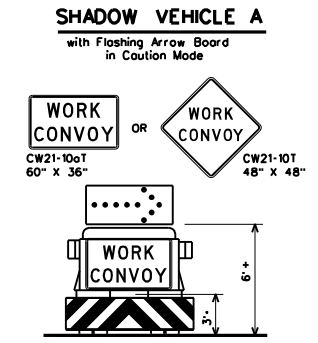 SHADOW VEHICLE A
with Flashing Arrow Board
in Caution Mode
WORK
CONVOY
OR
WORK
CONVOY
CW21-10aT
60" X 36"
CW21-10T
48" X 48"
WORK
CONVOY
3'±
6'±